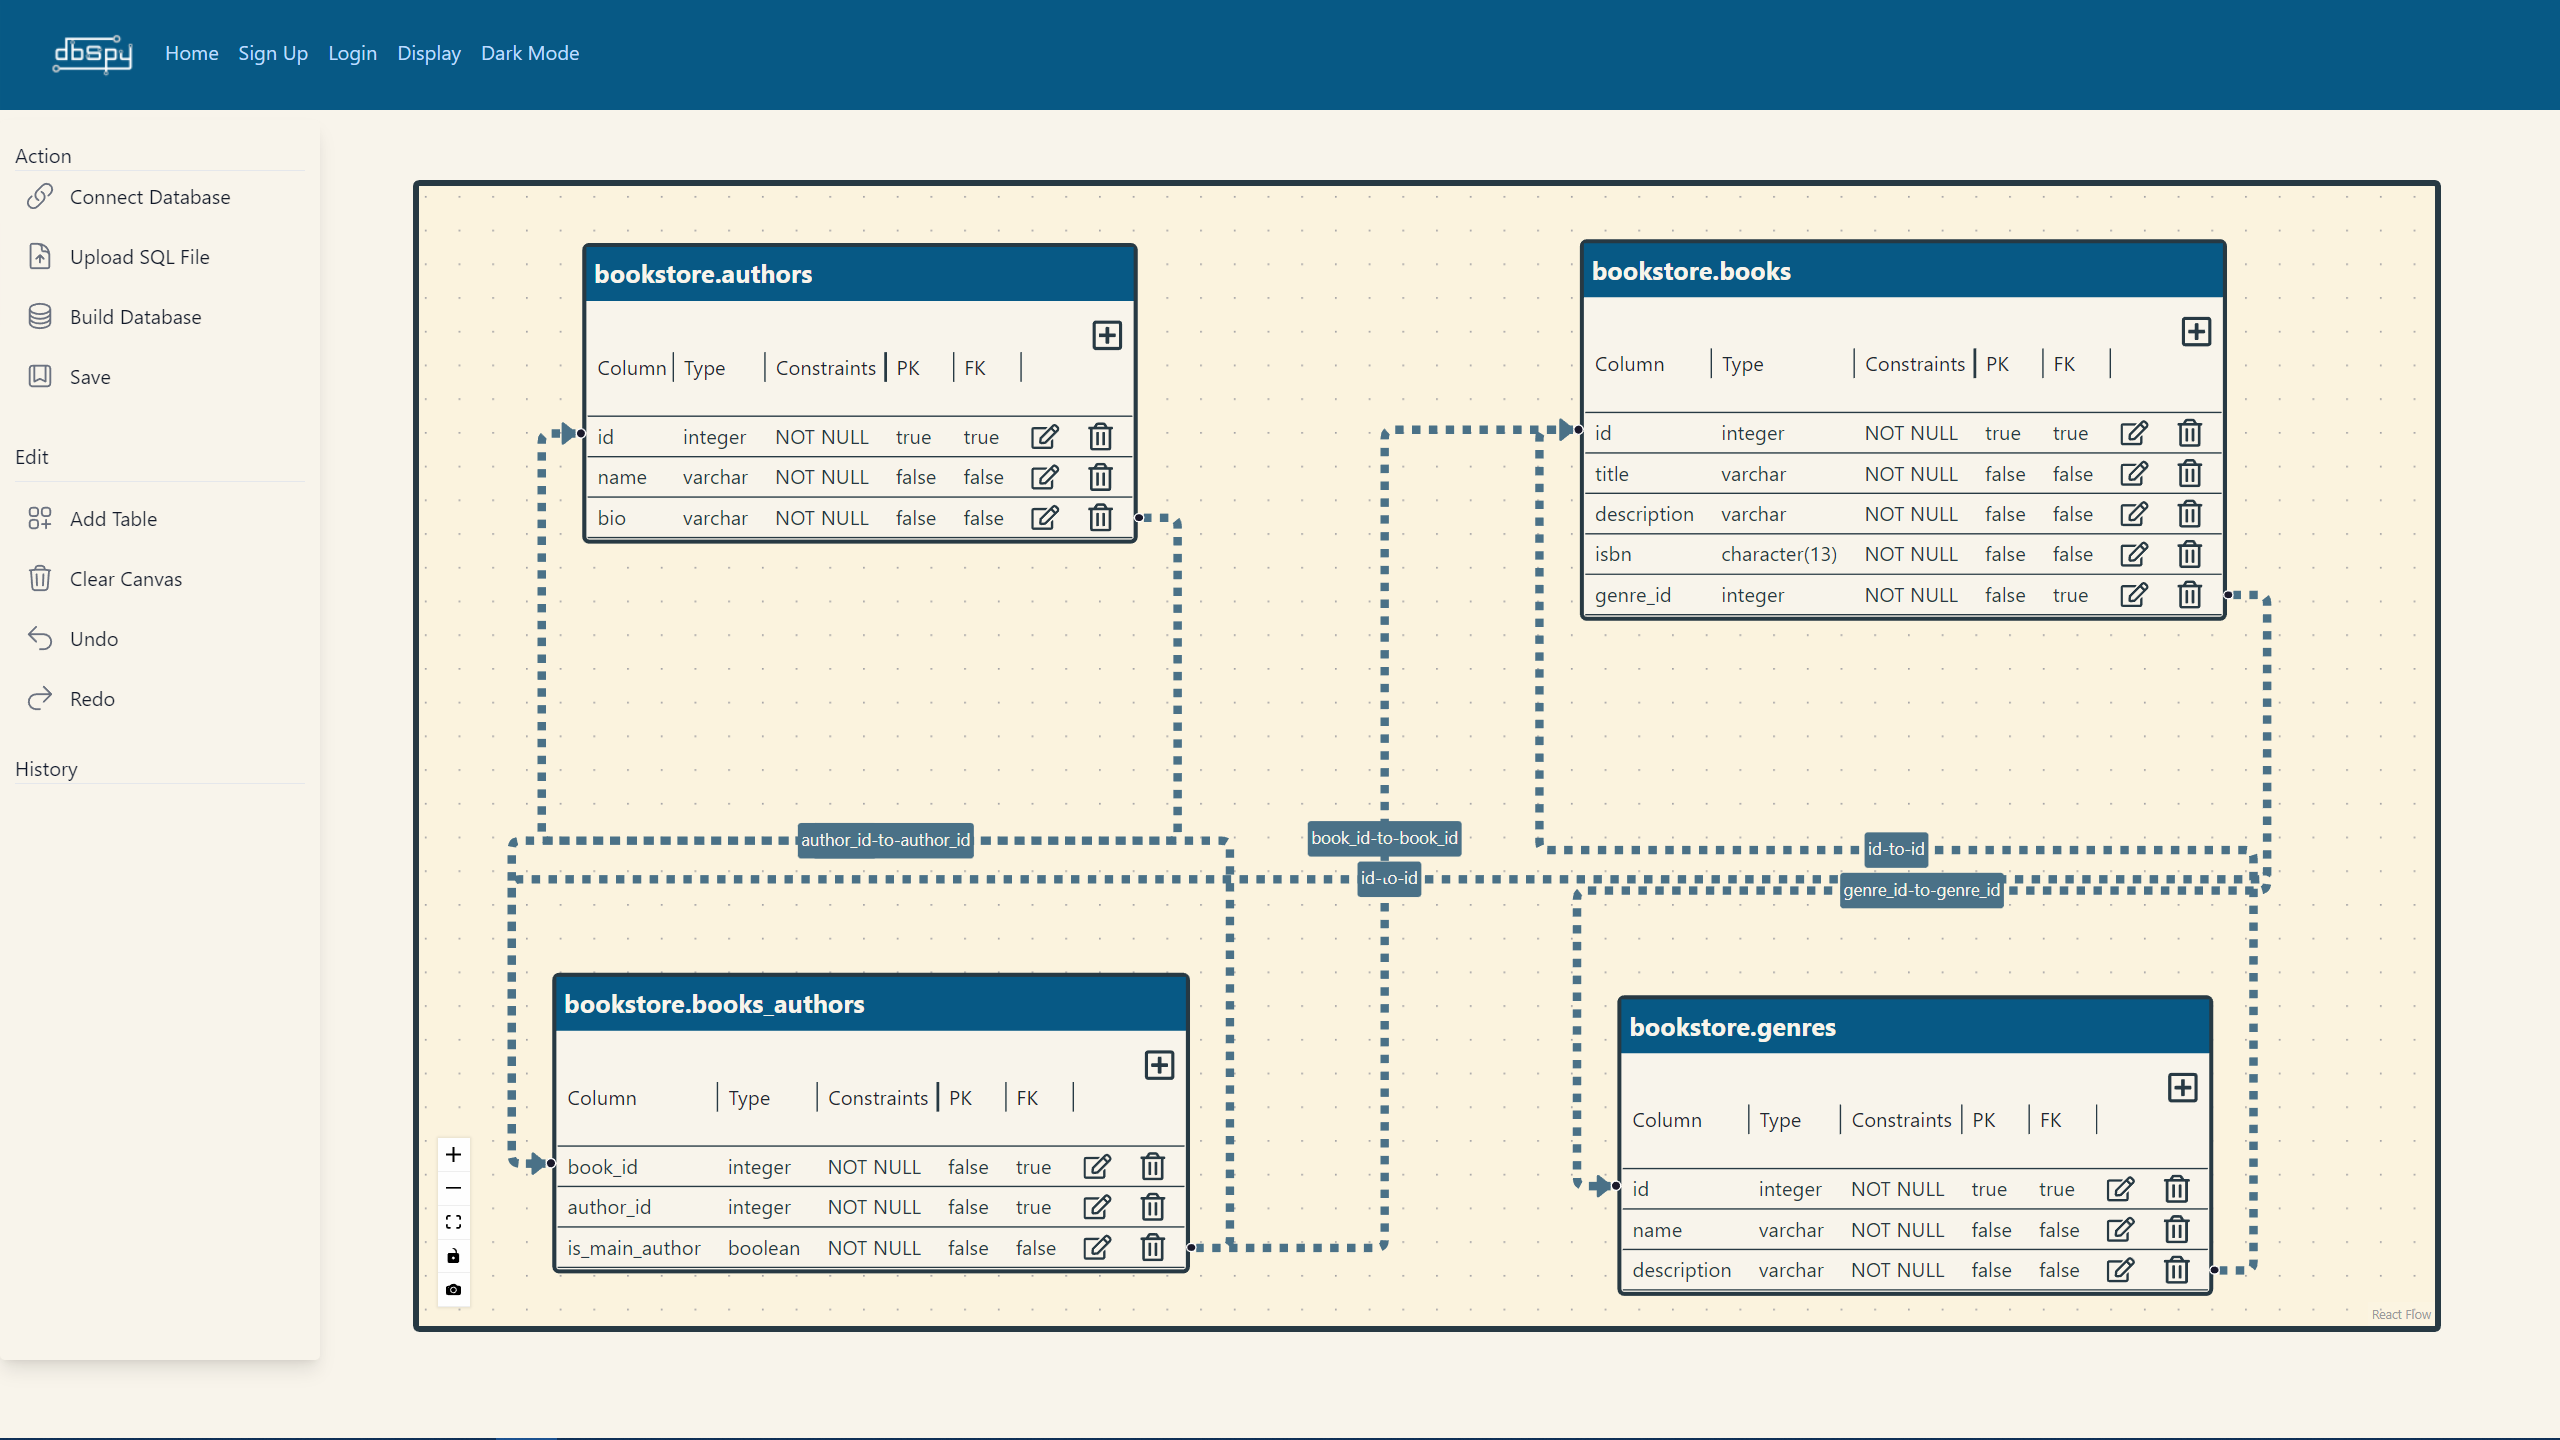 dbspy Home Sign Up Login Display Dark Mode
Action
Connect Database
Upload SQL File
Build Database
Save
Edit
Add Table
Clear Canvas
Undo
Redo
History
bookstore.authors
Column Type Constraints PK FK
id integer NOT NULL true true
name varchar NOT NULL false false
bio varchar NOT NULL false false
bookstore.books
Column Type Constraints PK FK
id integer NOT NULL true true
title varchar NOT NULL false false
description varchar NOT NULL false false
isbn character(13) NOT NULL false false
genre_id integer NOT NULL false true
author_id-to-author_id
book_id-to-book_id
id-to-id
id-to-id
genre_id-to-genre_id
bookstore.books_authors
Column Type Constraints PK FK
book_id integer NOT NULL false true
author_id integer NOT NULL false true
is_main_author boolean NOT NULL false false
bookstore.genres
Column Type Constraints PK FK
id integer NOT NULL true true
name varchar NOT NULL false false
description varchar NOT NULL false false
React Flow